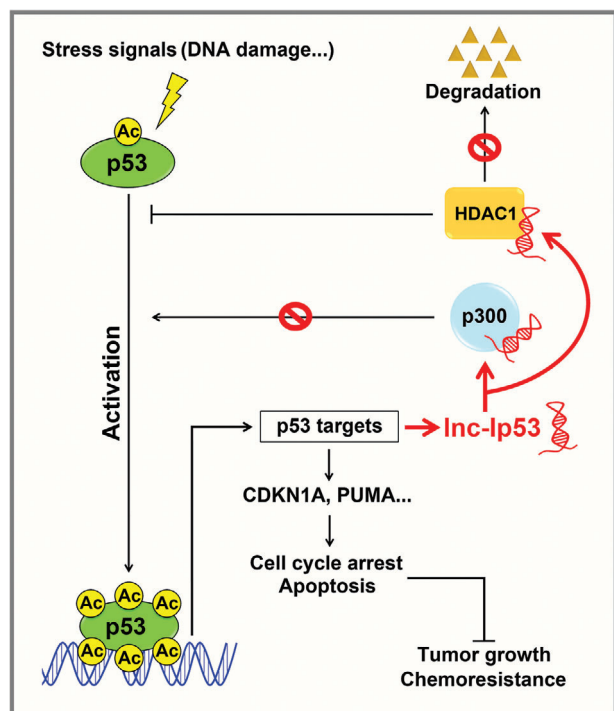 Stress signals (DNA damage...)
Ac
p53
Degradation
HDAC1
p300
Activation
p53 targets
lnc-Ip53
CDKN1A, PUMA...
Cell cycle arrest
Apoptosis
Ac
Ac
Ac
p53
Ac
Ac
Ac
Tumor growth
Chemoresistance